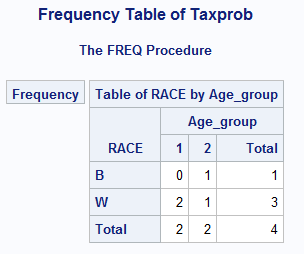 Frequency Table of Taxprob
The FREQ Procedure
Frequency
Table of RACE by Age_group
Age_group
RACE 1 2 Total
B 0 1 1
W 2 1 3
Total 2 2 4